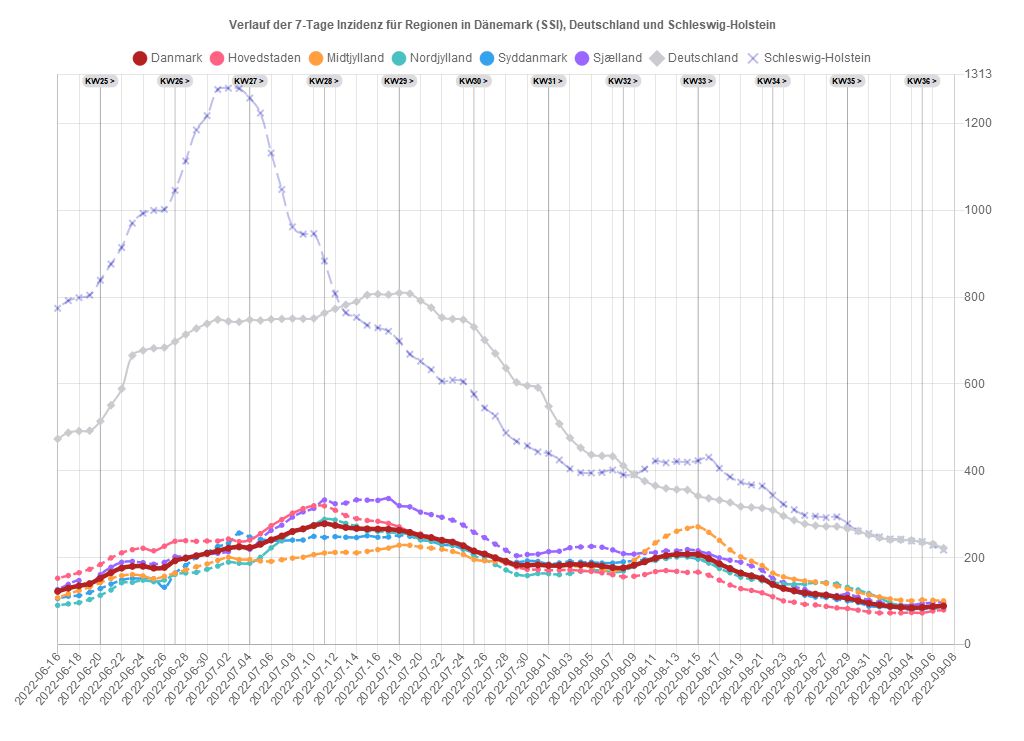 Verlauf der 7-Tage Inzidenz für Regionen in Dänemark (SSI), Deutschland und Schleswig-Holstein
Danmark Hovedstaden Midtjylland Nordjylland Syddanmark Sjælland Deutschland Schleswig-Holstein
KW25 > KW26 > KW27 > KW28 > KW29 > KW30 > KW31 > KW32 > KW33 > KW34 > KW35 > KW36 >
1313
1200
1000
800
600
400
200
0
2022-06-16 2022-06-18 2022-06-20 2022-06-22 2022-06-24 2022-06-26 2022-06-28 2022-06-30 2022-07-02 2022-07-04 2022-07-06 2022-07-08 2022-07-10 2022-07-12 2022-07-14 2022-07-16 2022-07-18 2022-07-20 2022-07-22 2022-07-24 2022-07-26 2022-07-28 2022-07-30 2022-08-01 2022-08-03 2022-08-05 2022-08-07 2022-08-09 2022-08-11 2022-08-13 2022-08-15 2022-08-17 2022-08-19 2022-08-21 2022-08-23 2022-08-25 2022-08-27 2022-08-29 2022-08-31 2022-09-02 2022-09-04 2022-09-06 2022-09-08